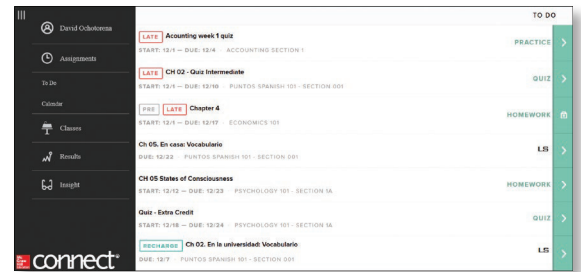 TO DO
David Ochotorena
Assignments
To Do
Calendar
Classes
Results
Insight
Mc Graw Hill Education
connect®
LATE Acounting week 1 quiz
START: 12/1 — DUE: 12/4 · ACCOUNTING SECTION 1
PRACTICE
LATE CH 02 - Quiz Intermediate
START: 12/1 — DUE: 12/10 · PUNTOS SPANISH 101 - SECTION 001
QUIZ
PRE LATE Chapter 4
START: 12/1 — DUE: 12/17 · ECONOMICS 101
HOMEWORK
Ch 05. En casa: Vocabulario
DUE: 12/22 · PUNTOS SPANISH 101 - SECTION 001
LS
CH 05 States of Consciousness
START: 12/12 — DUE: 12/23 · PSYCHOLOGY 101 - SECTION 1A
HOMEWORK
Quiz - Extra Credit
START: 12/18 — DUE: 12/24 · PSYCHOLOGY 101 - SECTION 1A
QUIZ
RECHARGE Ch 02. En la universidad: Vocabulario
DUE: 12/7 · PUNTOS SPANISH 101 - SECTION 001
LS